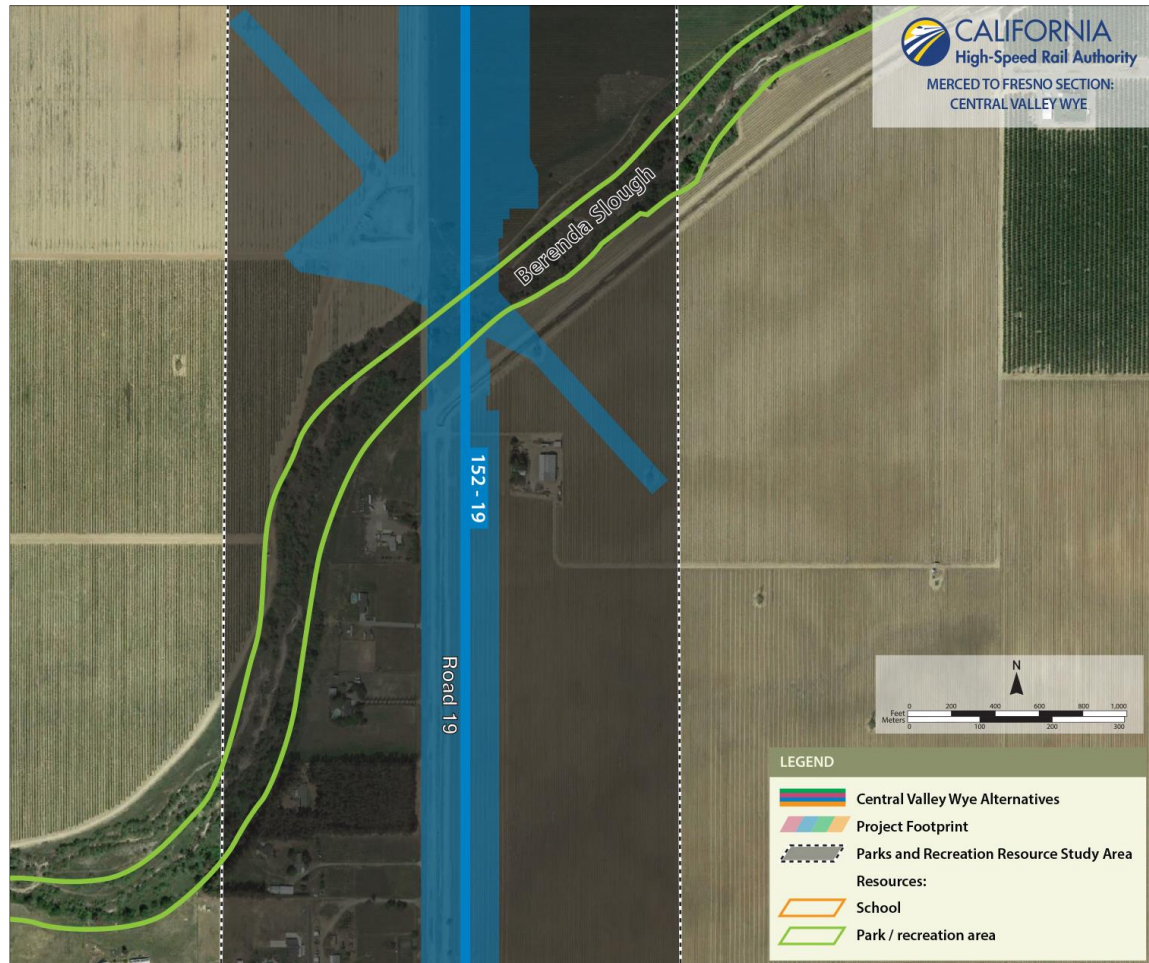 CALIFORNIA
High-Speed Rail Authority
MERCED TO FRESNO SECTION:
CENTRAL VALLEY WYE
Berenda Slough
152 - 19
Road 19
N
Feet
0 200 400 600 800 1,000
Meters
0 100 200 300
LEGEND
Central Valley Wye Alternatives
Project Footprint
Parks and Recreation Resource Study Area
Resources:
School
Park / recreation area